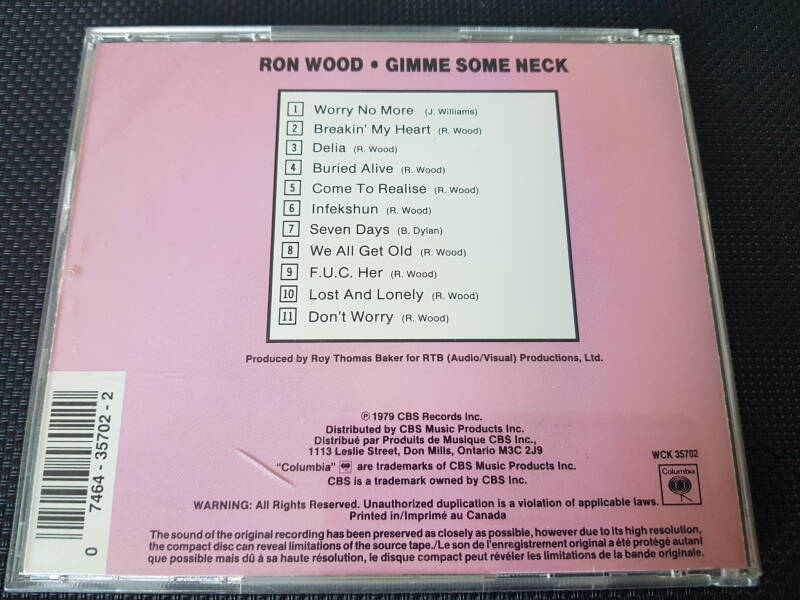 RON WOOD • GIMME SOME NECK
1 Worry No More (J. Williams)
2 Breakin' My Heart (R. Wood)
3 Delia (R. Wood)
4 Buried Alive (R. Wood)
5 Come To Realise (R. Wood)
6 Infekshun (R. Wood)
7 Seven Days (B. Dylan)
8 We All Get Old (R. Wood)
9 F.U.C. Her (R. Wood)
10 Lost And Lonely (R. Wood)
11 Don't Worry (R. Wood)
Produced by Roy Thomas Baker for RTB (Audio/Visual) Productions, Ltd.
0 7464 - 35702 - 2
℗ 1979 CBS Records Inc.
Distributed by CBS Music Products Inc.
Distribué par Produits de Musique CBS Inc.,
1113 Leslie Street, Don Mills, Ontario M3C 2J9
"Columbia" are trademarks of CBS Music Products Inc.
CBS is a trademark owned by CBS Inc.
WCK 35702
Columbia
WARNING: All Rights Reserved. Unauthorized duplication is a violation of applicable laws.
Printed in/Imprimé au Canada
The sound of the original recording has been preserved as closely as possible, however due to its high resolution,
the compact disc can reveal limitations of the source tape./Le son de l'enregistrement original a été protégé autant
que possible mais dû à sa haute résolution, le disque compact peut révéler les limitations de la bande originale.